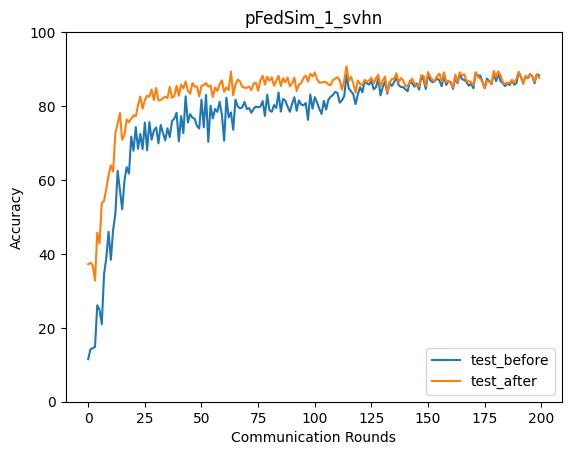 pFedSim_1_svhn
100
80
60
40
20
0
Accuracy
0 25 50 75 100 125 150 175 200
Communication Rounds
test_before
test_after